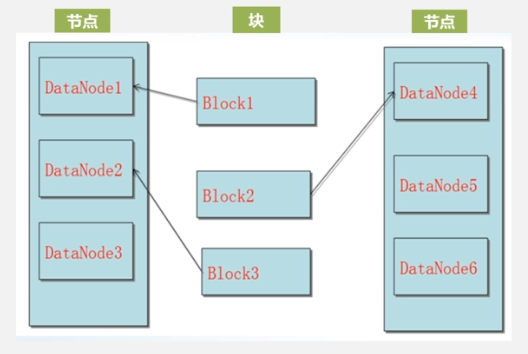 节点
块
节点
DataNode1
DataNode2
DataNode3
Block1
Block2
Block3
DataNode4
DataNode5
DataNode6